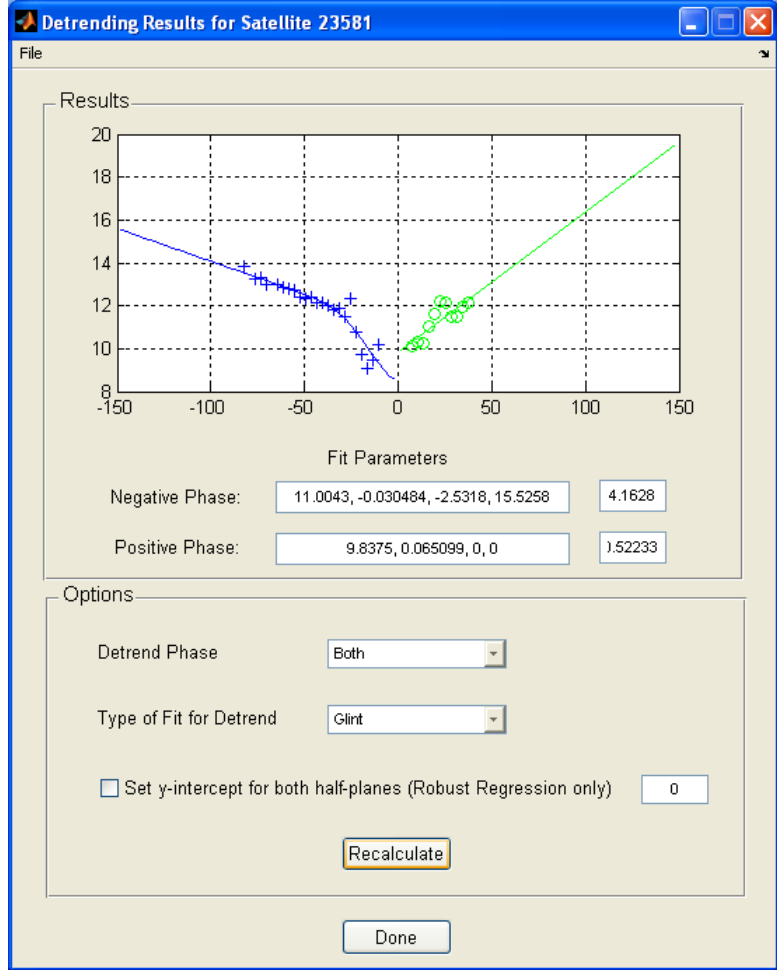 Detrending Results for Satellite 23581
File
Results
20
18
16
14
12
10
8
-150 -100 -50 0 50 100 150
Fit Parameters
Negative Phase: 11.0043, -0.030484, -2.5318, 15.5258 4.1628
Positive Phase: 9.8375, 0.065099, 0, 0 .52233
Options
Detrend Phase Both
Type of Fit for Detrend Glint
Set y-intercept for both half-planes (Robust Regression only) 0
Recalculate
Done